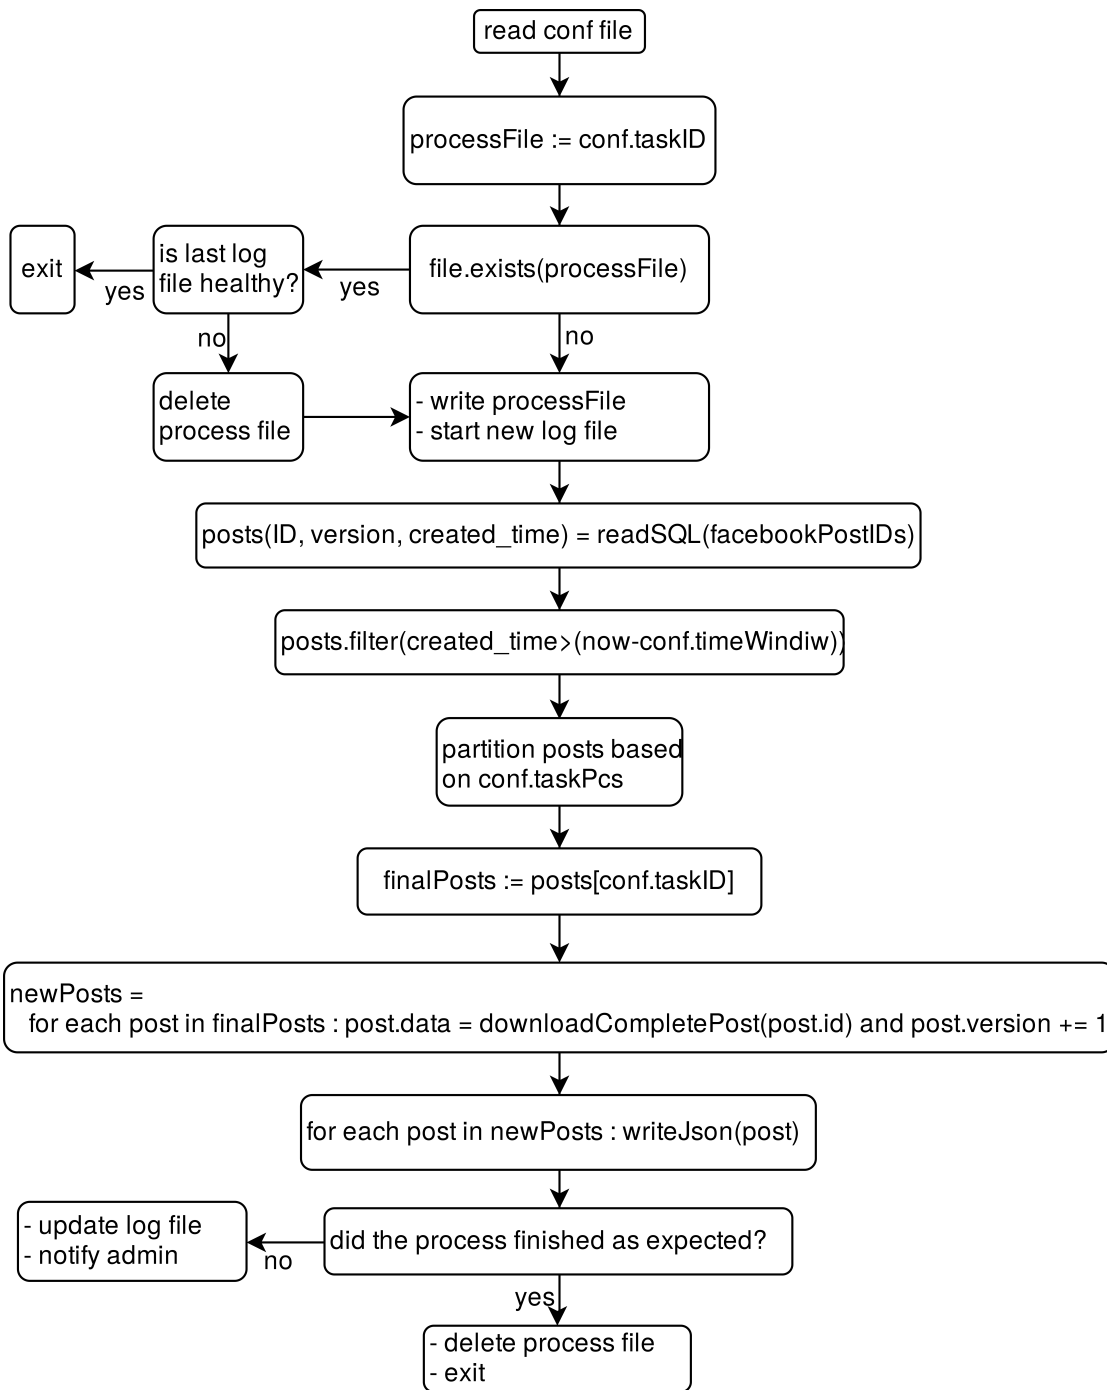 read conf file
processFile := conf.taskID
exit
is last log
file healthy?
file.exists(processFile)
yes
yes
no
no
delete
process file
- write processFile
- start new log file
posts(ID, version, created_time) = readSQL(facebookPostIDs)
posts.filter(created_time>(now-conf.timeWindiw))
partition posts based
on conf.taskPcs
finalPosts := posts[conf.taskID]
newPosts =
for each post in finalPosts : post.data = downloadCompletePost(post.id) and post.version += 1
for each post in newPosts : writeJson(post)
- update log file
- notify admin
did the process finished as expected?
no
yes
- delete process file
- exit